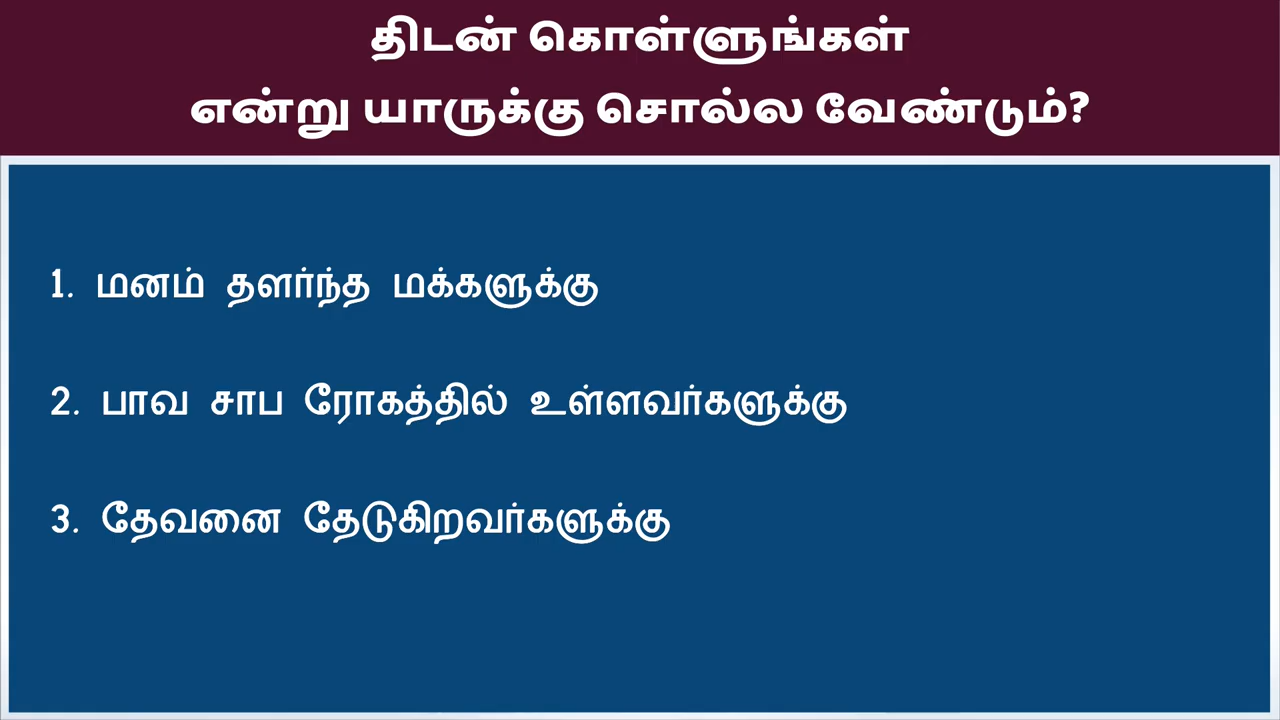 திடன் கொள்ளுங்கள்
என்று யாருக்கு சொல்ல வேண்டும்?
1. மனம் தளர்ந்த மக்களுக்கு
2. பாவ சாப ரோகத்தில் உள்ளவர்களுக்கு
3. தேவனை தேடுகிறவர்களுக்கு